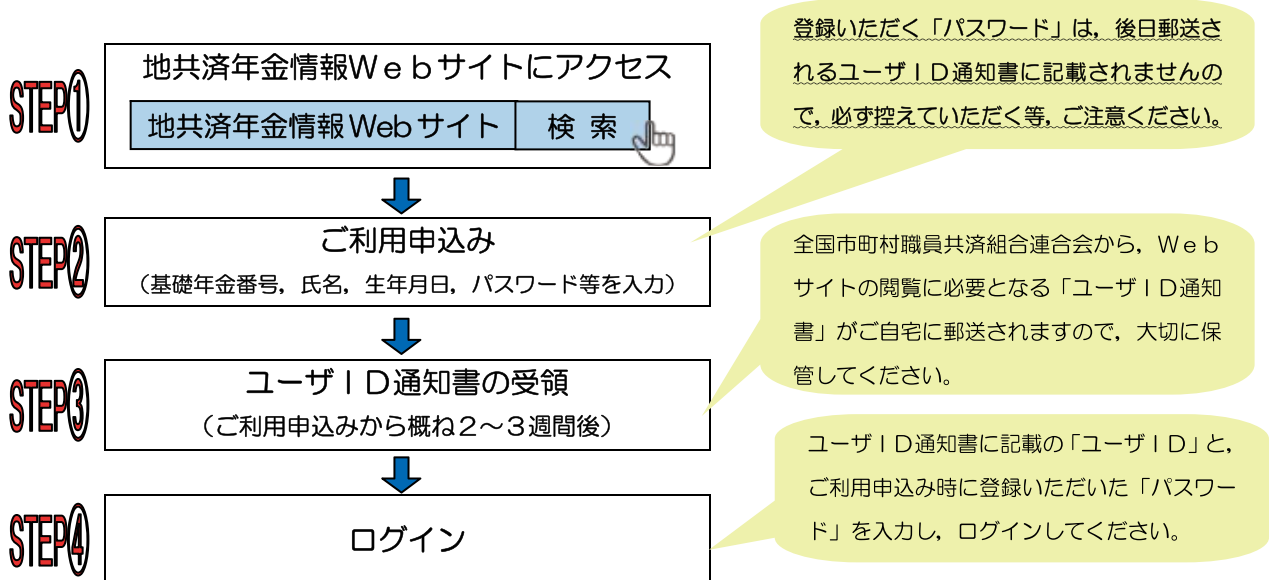 STEP①
地共済年金情報Ｗｅｂサイトにアクセス
地共済年金情報Webサイト　検 索
登録いただく「パスワード」は，後日郵送さ
れるユーザＩＤ通知書に記載されませんの
で，必ず控えていただく等，ご注意ください。
STEP②
ご利用申込み
（基礎年金番号，氏名，生年月日，パスワード等を入力）
全国市町村職員共済組合連合会から，Ｗｅｂ
サイトの閲覧に必要となる「ユーザＩＤ通知
書」がご自宅に郵送されますので，大切に保
管してください。
STEP③
ユーザＩＤ通知書の受領
（ご利用申込みから概ね２～３週間後）
ユーザＩＤ通知書に記載の「ユーザＩＤ」と，
ご利用申込み時に登録いただいた「パスワー
ド」を入力し，ログインしてください。
STEP④
ログイン